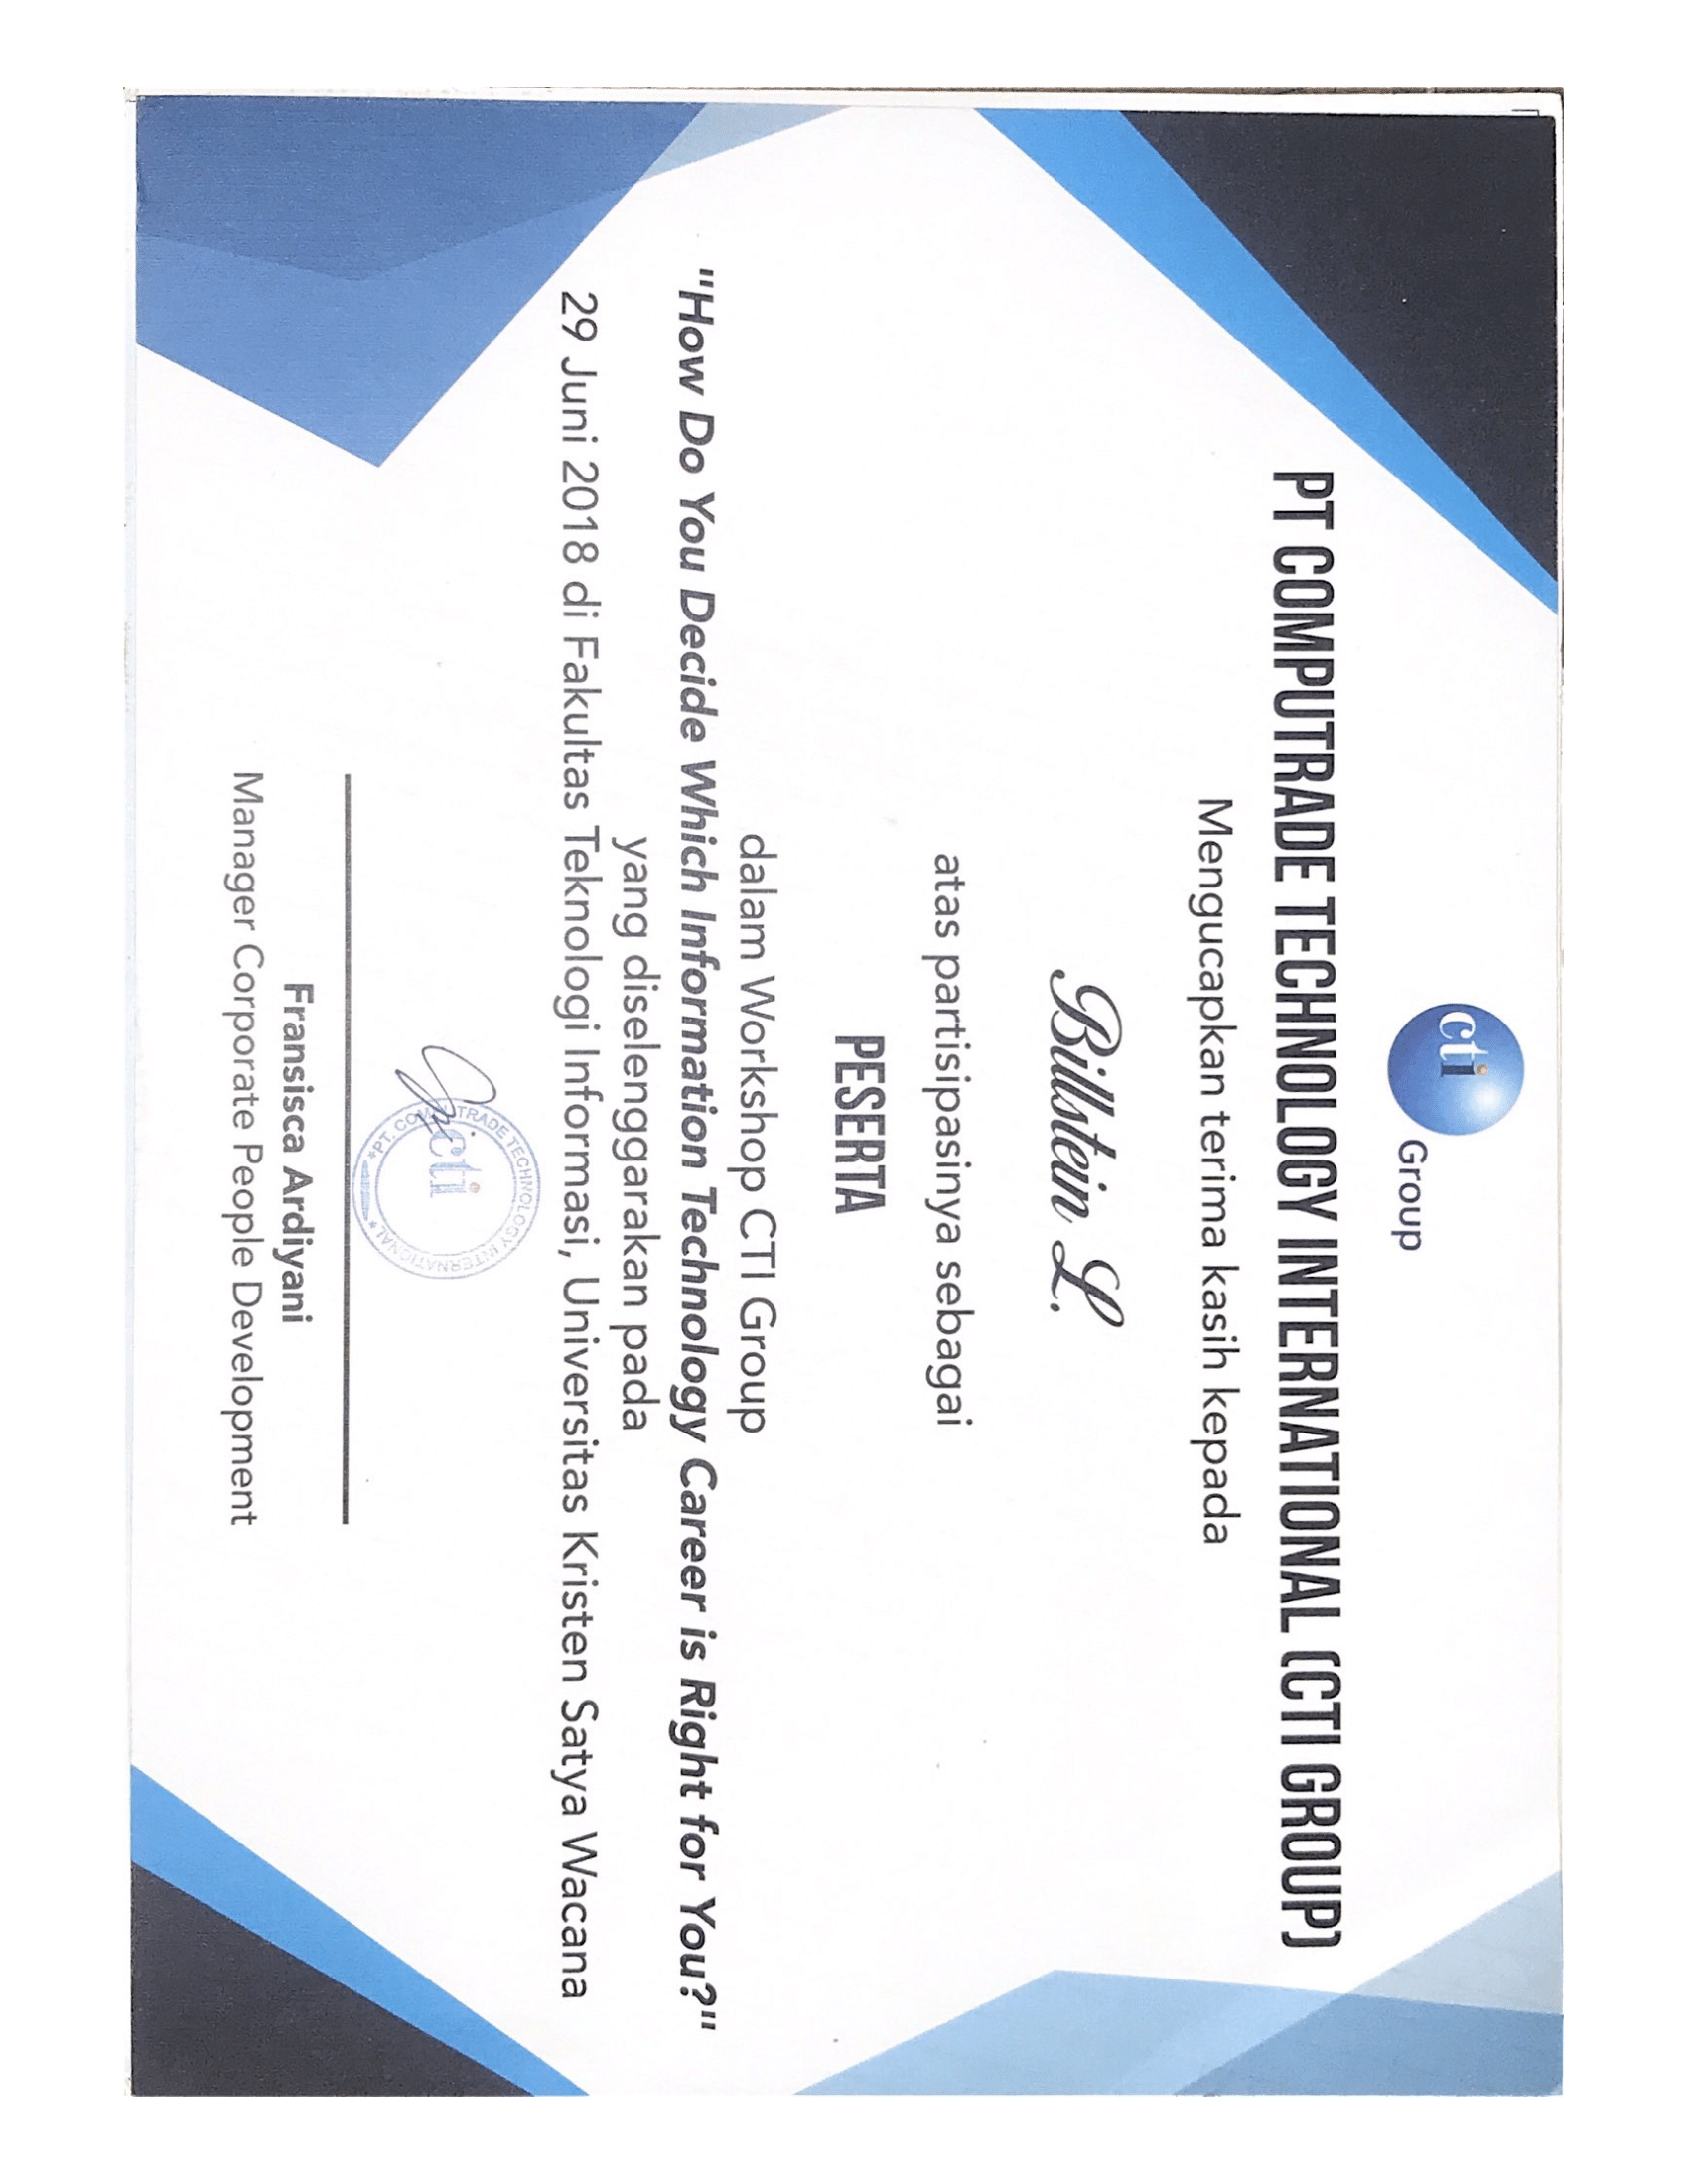 cti
Group
PT COMPUTRADE TECHNOLOGY INTERNATIONAL (CTI GROUP)
Mengucapkan terima kasih kepada
Billstein L.
atas partisipasinya sebagai
PESERTA
dalam Workshop CTI Group
"How Do You Decide Which Information Technology Career is Right for You?"
yang diselenggarakan pada
29 Juni 2018 di Fakultas Teknologi Informasi, Universitas Kristen Satya Wacana
PT. COMPUTRADE TECHNOLOGY INTERNATIONAL
cti
Fransisca Ardiyani
Manager Corporate People Development